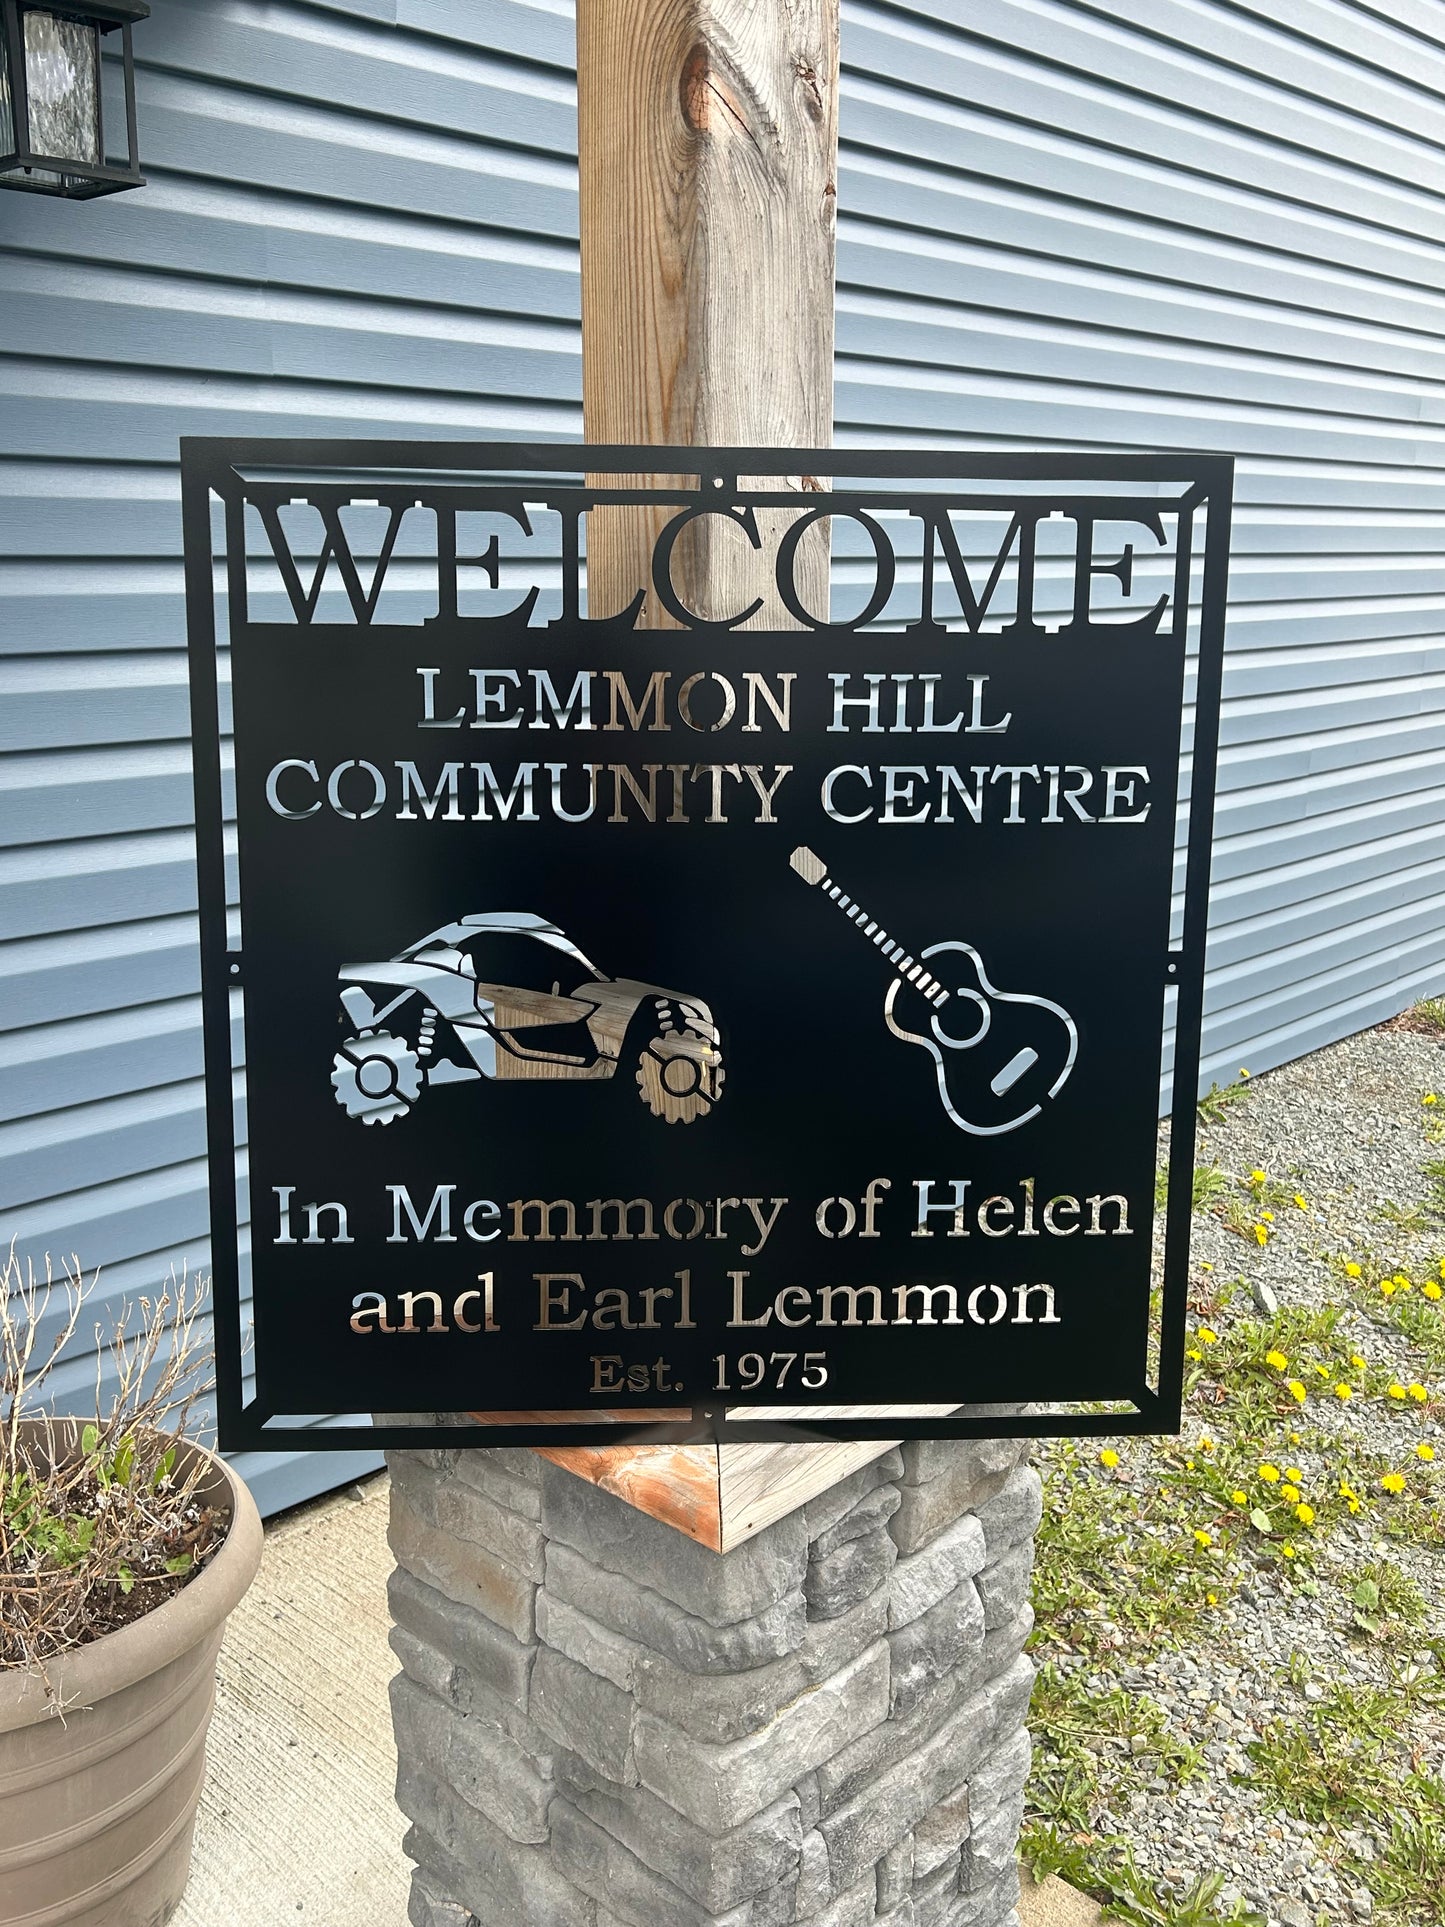 WELCOME
LEMMON HILL
COMMUNITY CENTRE
In Memmory of Helen
and Earl Lemmon
Est. 1975